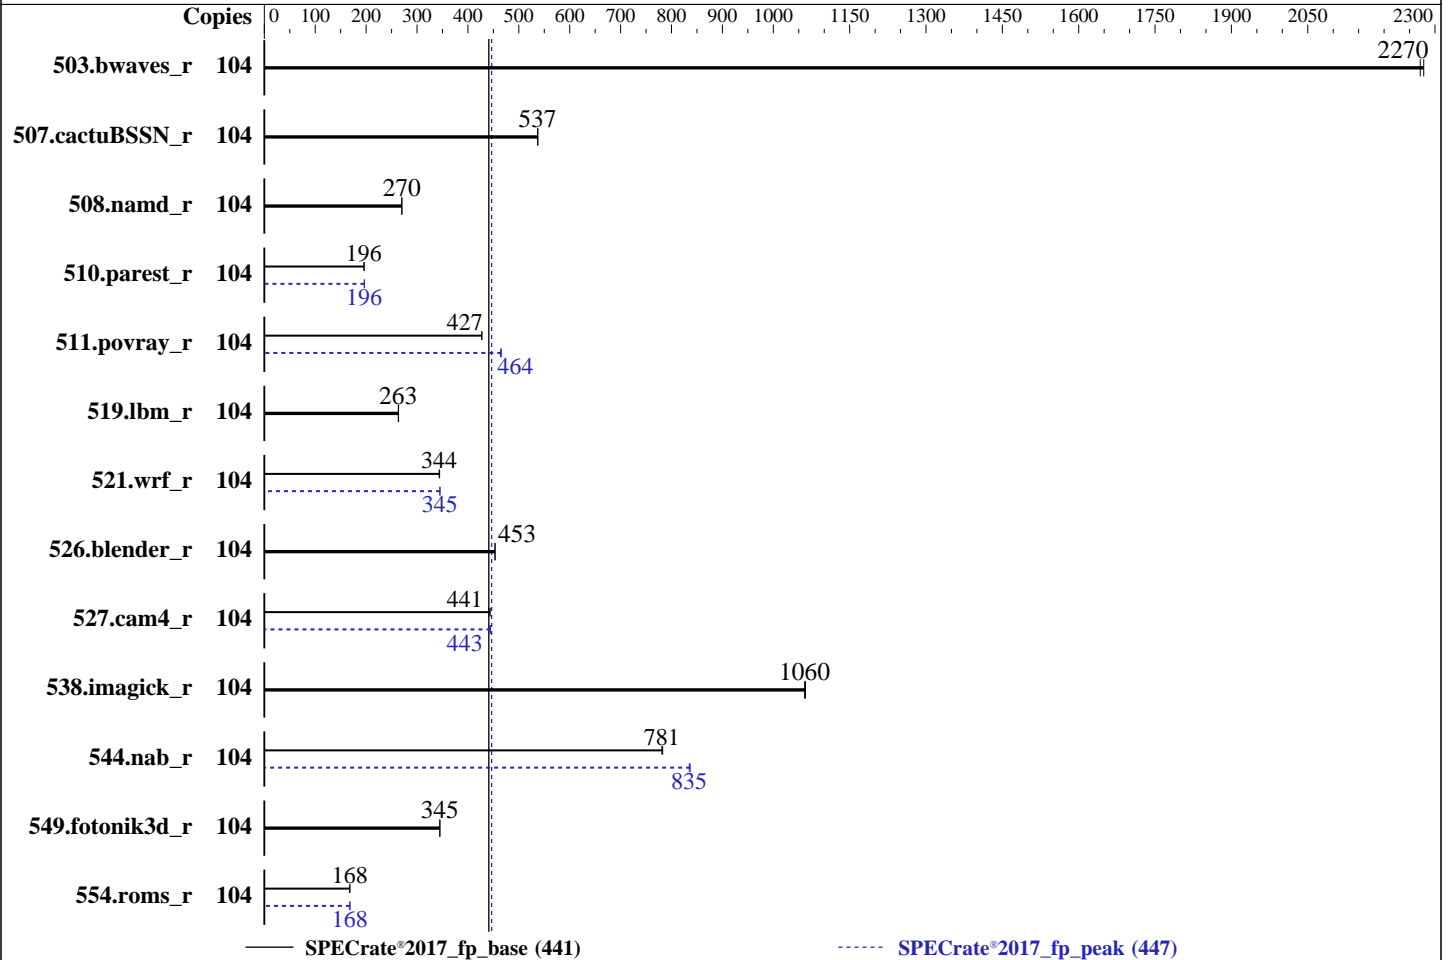 Copies 0 100 200 300 400 500 600 700 800 900 1000 1150 1300 1450 1600 1750 1900 2050 2300
503.bwaves_r 104 2270
507.cactuBSSN_r 104 537
508.namd_r 104 270
510.parest_r 104 196
196
511.povray_r 104 427
464
519.lbm_r 104 263
521.wrf_r 104 344
345
526.blender_r 104 453
527.cam4_r 104 441
443
538.imagick_r 104 1060
544.nab_r 104 781
835
549.fotonik3d_r 104 345
554.roms_r 104 168
168
SPECrate®2017_fp_base (441) SPECrate®2017_fp_peak (447)